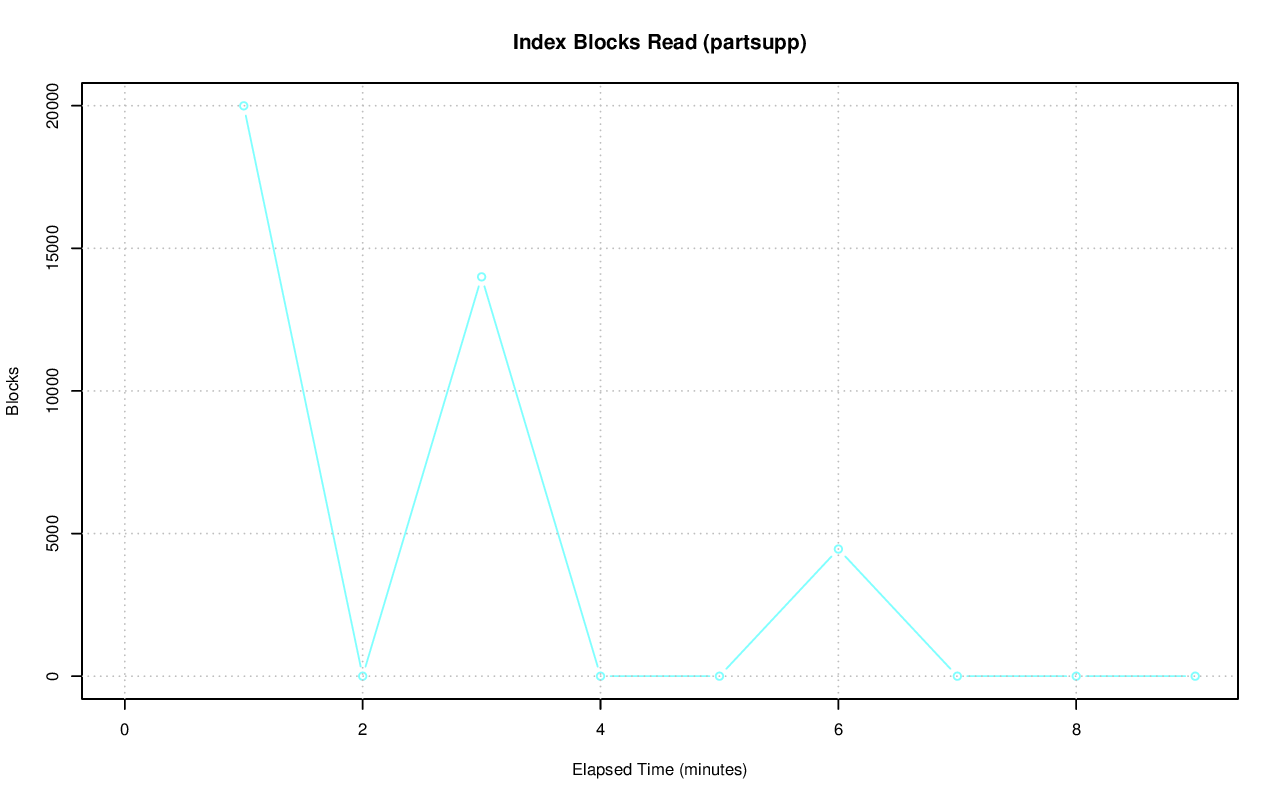 Index Blocks Read (partsupp)
20000
15000
10000
5000
0
Blocks
0 2 4 6 8
Elapsed Time (minutes)